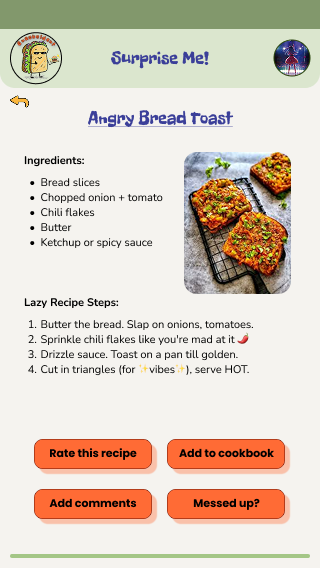 Surprise Me!
Angry Bread Toast
Ingredients:
• Bread slices
• Chopped onion + tomato
• Chili flakes
• Butter
• Ketchup or spicy sauce
Lazy Recipe Steps:
1. Butter the bread. Slap on onions, tomatoes.
2. Sprinkle chili flakes like you're mad at it 🌶️
3. Drizzle sauce. Toast on a pan till golden.
4. Cut in triangles (for ✨vibes✨), serve HOT.
Rate this recipe
Add to cookbook
Add comments
Messed up?